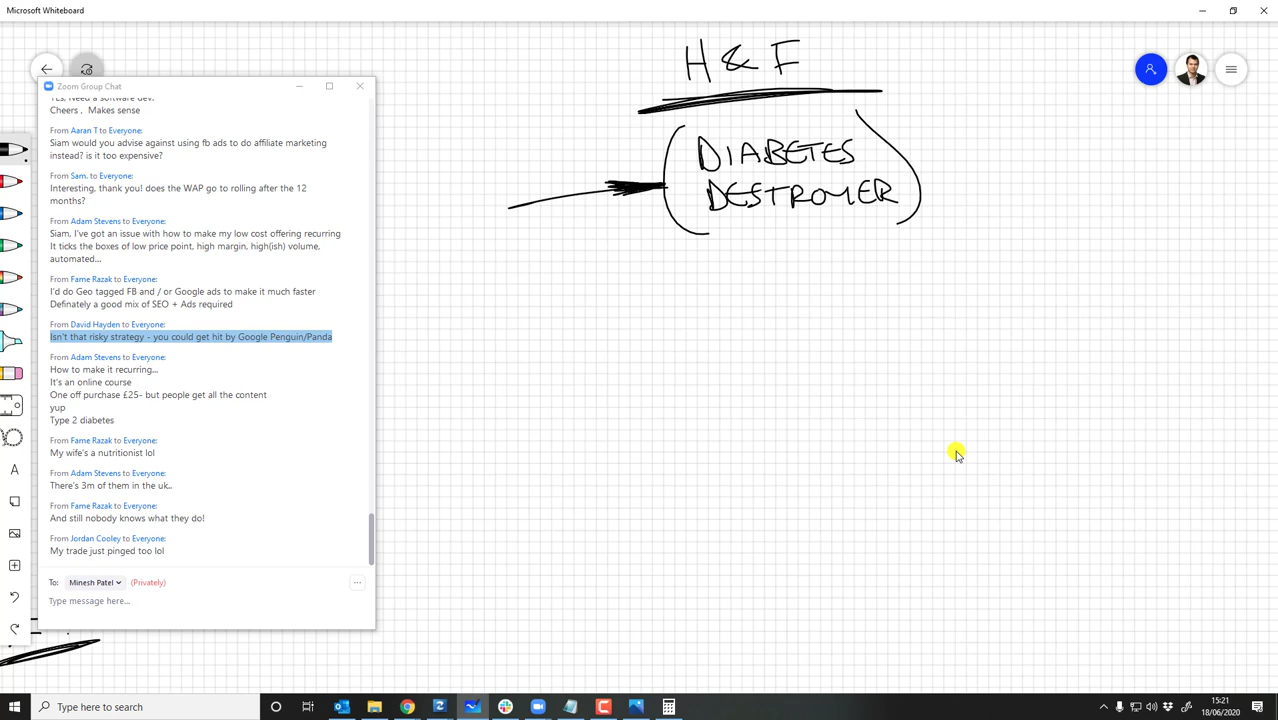 Microsoft Whiteboard
H & F
DIABETES
DESTROYER
Zoom Group Chat
Cheers , Makes sense
From Aaran T to Everyone:
Siam would you advise against using fb ads to do affiliate marketing
instead? is it too expensive?
From Sam. to Everyone:
Interesting, thank you! does the WAP go to rolling after the 12
months?
From Adam Stevens to Everyone:
Siam, I've got an issue with how to make my low cost offering recurring.
It ticks the boxes of low price point, high margin, high(ish) volume,
automated...
From Fame Razak to Everyone:
I'd do Geo tagged FB and / or Google ads to make it much faster
Definately a good mix of SEO + Ads required
From David Hayden to Everyone:
Isn't that risky strategy - you could get hit by Google Penguin/Panda
From Adam Stevens to Everyone:
How to make it recurring...
It's an online course
One off purchase £25- but people get all the content
yup
Type 2 diabetes
From Fame Razak to Everyone:
My wife's a nutritionist lol
From Adam Stevens to Everyone:
There's 3m of them in the uk..
From Fame Razak to Everyone:
And still nobody knows what they do!
From Jordan Cooley to Everyone:
My trade just pinged too lol
To: Minesh Patel (Privately)
Type message here...
Type here to search
15:21
18/06/2020